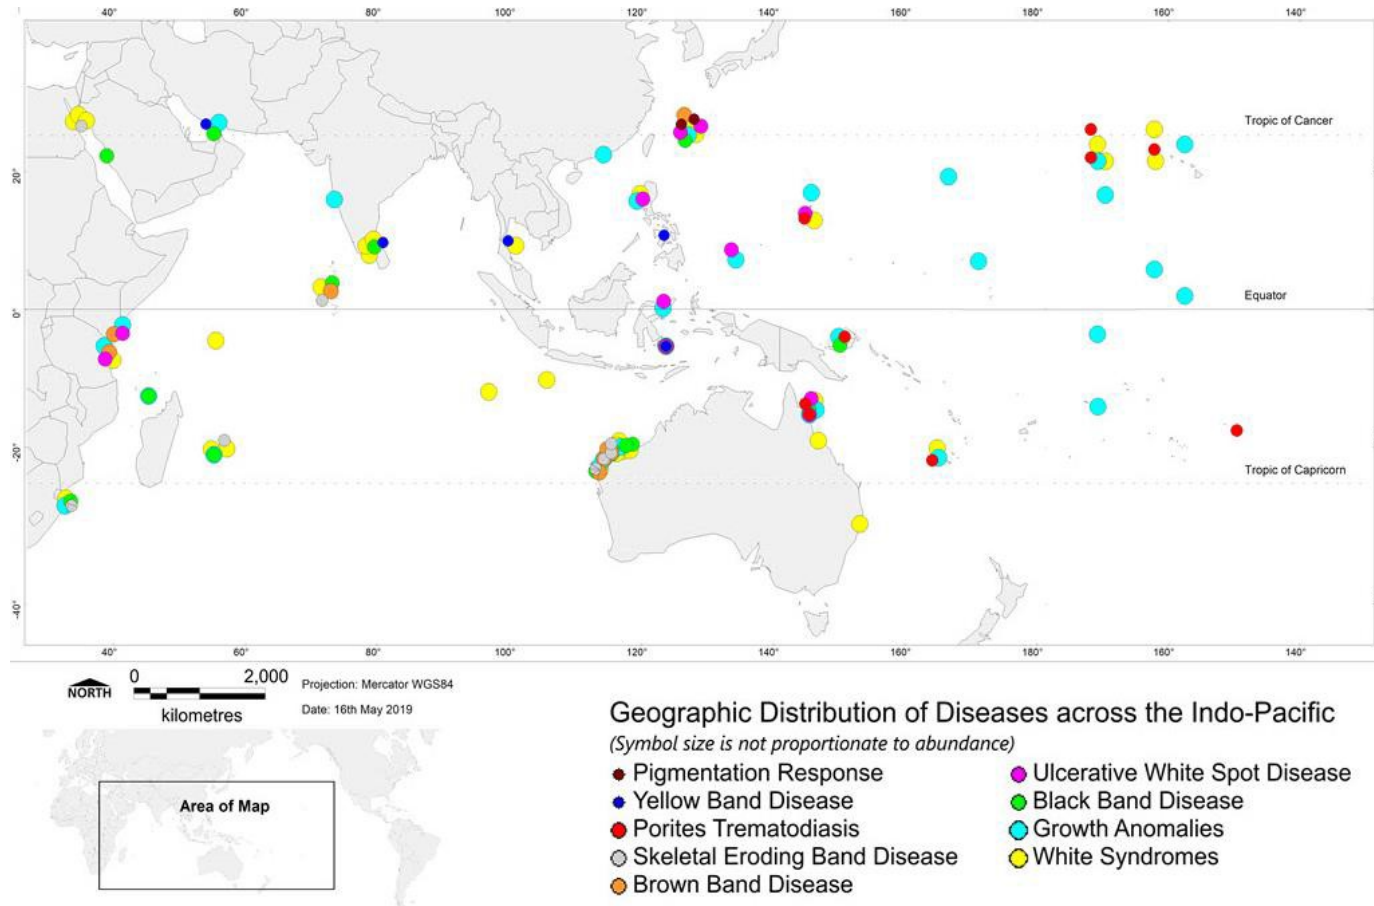 40° 60° 80° 100° 120° 140° 160° 180° 160° 140°
Tropic of Cancer
20°
Equator
0°
-20°
Tropic of Capricorn
-40°
40° 60° 80° 100° 120° 140° 160° 180° 160° 140°
0 2,000
NORTH
kilometres
Projection: Mercator WGS84
Date: 16th May 2019
Area of Map
Geographic Distribution of Diseases across the Indo-Pacific
(Symbol size is not proportionate to abundance)
Pigmentation Response
Yellow Band Disease
Porites Trematodiasis
Skeletal Eroding Band Disease
Brown Band Disease
Ulcerative White Spot Disease
Black Band Disease
Growth Anomalies
White Syndromes